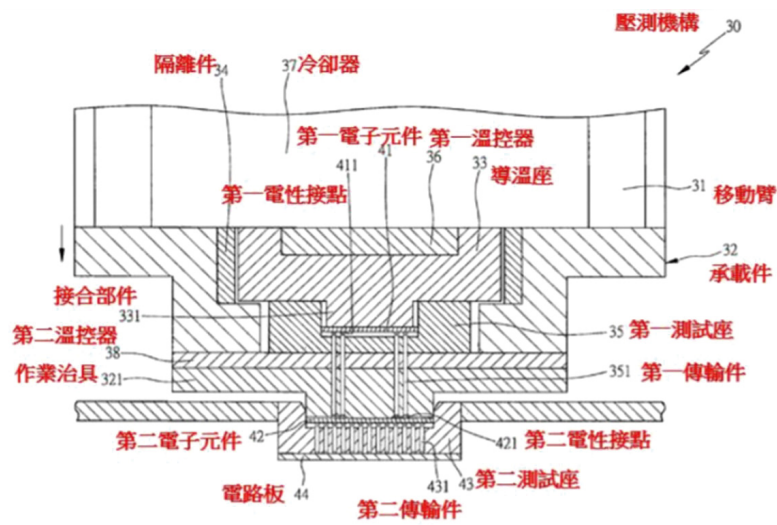 壓測機構 30
隔離件 34
37 冷卻器
第一電子元件 41
第一溫控器 36
第一電性接點 411
33 導溫座
31 移動臂
32 承載件
接合部件 331
第二溫控器 38
35 第一測試座
作業治具 321
351 第一傳輸件
第二電子元件 42
421 第二電性接點
電路板 44
431 第二傳輸件
43 第二測試座